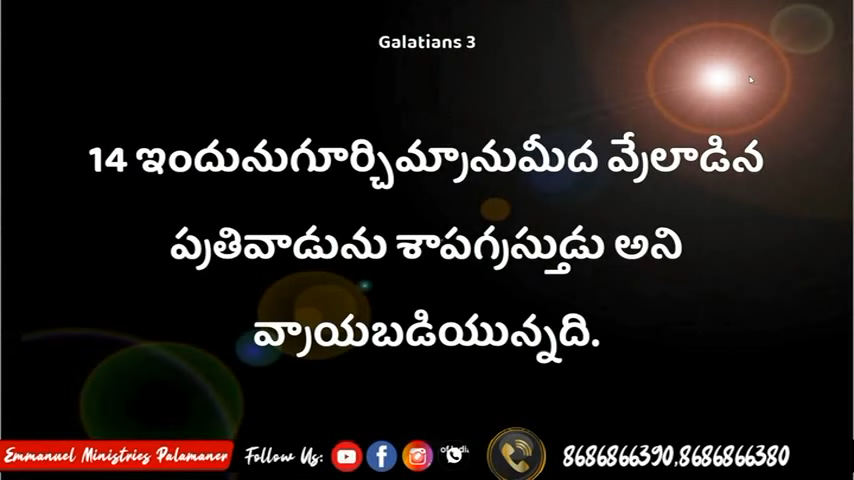 Galatians 3
14 ఇందునుగూర్చిమ్రానుమీద వ్రేలాడిన
ప్రతివాడును శాపగ్రస్తుడు అని
వ్రాయబడియున్నది.
Emmanuel Ministries Palamaner Follow Us: 8686866390,8686866380